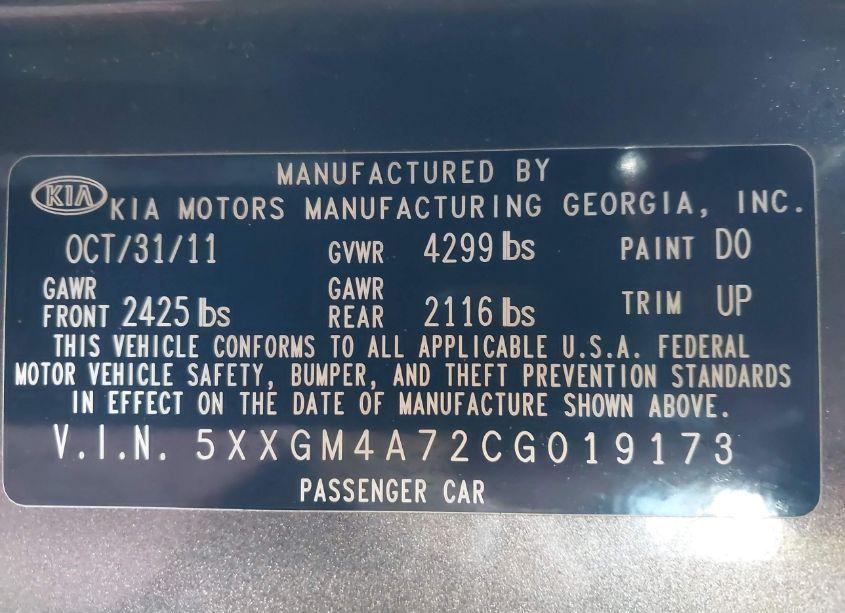 MANUFACTURED BY
KIA KIA MOTORS MANUFACTURING GEORGIA, INC.
OCT/31/11 GVWR 4299 lbs PAINT D0
GAWR FRONT 2425 lbs GAWR REAR 2116 lbs TRIM UP
THIS VEHICLE CONFORMS TO ALL APPLICABLE U.S.A. FEDERAL
MOTOR VEHICLE SAFETY, BUMPER, AND THEFT PREVENTION STANDARDS
IN EFFECT ON THE DATE OF MANUFACTURE SHOWN ABOVE.
V.I.N. 5XXGM4A72CG019173
PASSENGER CAR